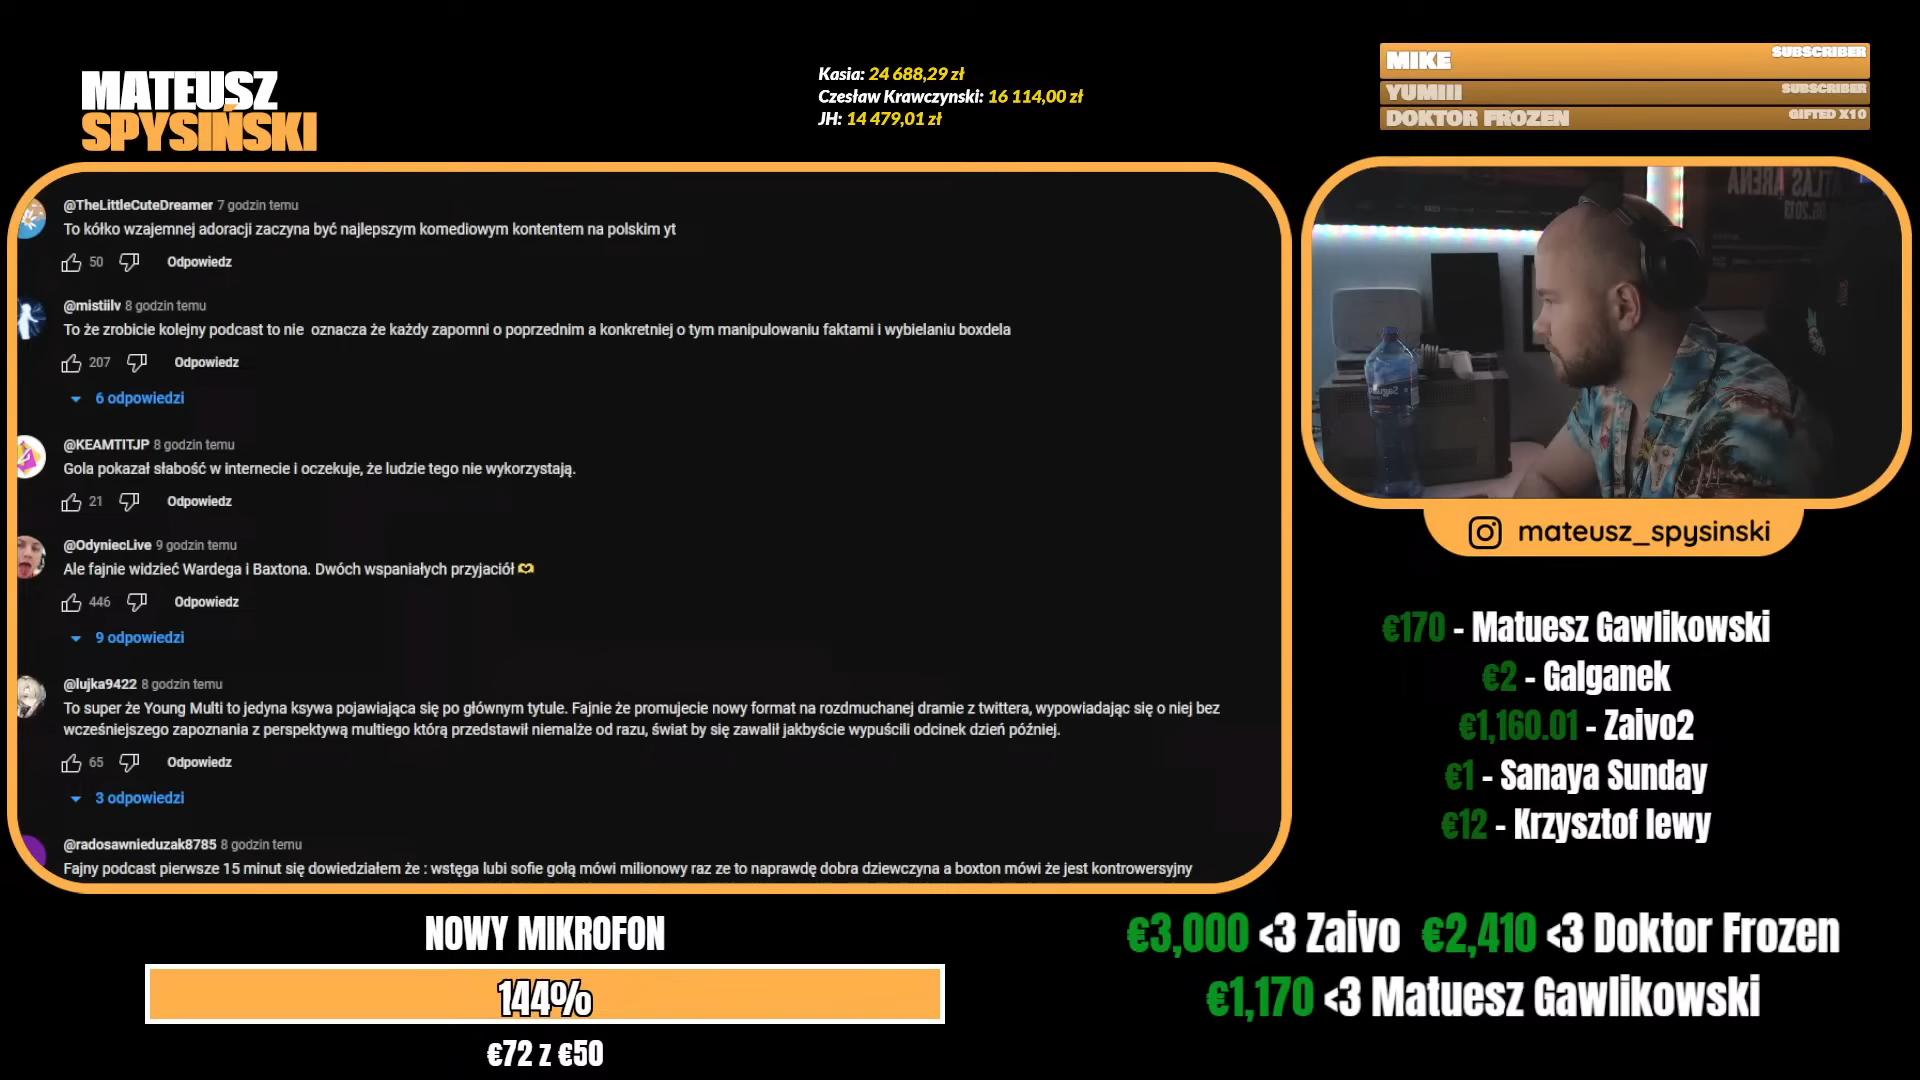 MATEUSZ
SPYSIŃSKI
Kasia: 24 688,29 zł
Czesław Krawczynski: 16 114,00 zł
JH: 14 479,01 zł
MIKE SUBSCRIBER
YUMIII SUBSCRIBER
DOKTOR FROZEN GIFTED X10
@TheLittleCuteDreamer 7 godzin temu
To kółko wzajemnej adoracji zaczyna być najlepszym komediowym kontentem na polskim yt
50 Odpowiedz
@mistiilv 8 godzin temu
To że zrobicie kolejny podcast to nie oznacza że każdy zapomni o poprzednim a konkretniej o tym manipulowaniu faktami i wybielaniu boxdela
207 Odpowiedz
6 odpowiedzi
@KEAMTITJP 8 godzin temu
Gola pokazał słabość w internecie i oczekuje, że ludzie tego nie wykorzystają.
21 Odpowiedz
@OdyniecLive 9 godzin temu
Ale fajnie widzieć Wardega i Baxtona. Dwóch wspaniałych przyjaciół
446 Odpowiedz
9 odpowiedzi
@lujka9422 8 godzin temu
To super że Young Multi to jedyna ksywa pojawiająca się po głównym tytule. Fajnie że promujecie nowy format na rozdmuchanej dramie z twittera, wypowiadając się o niej bez
wcześniejszego zapoznania z perspektywą multiego którą przedstawił niemalże od razu, świat by się zawalił jakbyście wypuścili odcinek dzień później.
65 Odpowiedz
3 odpowiedzi
@radosawnieduzak8785 8 godzin temu
Fajny podcast pierwsze 15 minut się dowiedziałem że : wstęga lubi sofie gołą mówi milionowy raz ze to naprawdę dobra dziewczyna a boxton mówi że jest kontrowersyjny
ATLAS ARENA
mateusz_spysinski
€170 - Matuesz Gawlikowski
€2 - Galganek
€1,160.01 - Zaivo2
€1 - Sanaya Sunday
€12 - Krzysztof lewy
NOWY MIKROFON
144%
€72 z €50
€3,000 <3 Zaivo €2,410 <3 Doktor Frozen
€1,170 <3 Matuesz Gawlikowski